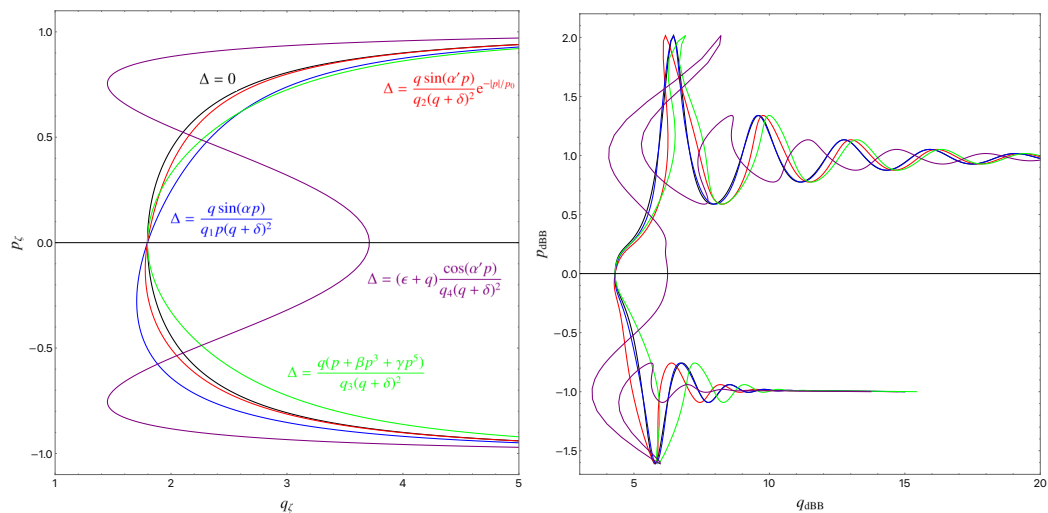 1.0
0.5
0.0
−0.5
−1.0
p_ζ
Δ = 0
Δ = q sin(α′p) / q₂(q + δ)² e^{−|p|/p₀}
Δ = q sin(αp) / q₁p(q + δ)²
Δ = (ϵ + q) cos(α′p) / q₄(q + δ)²
Δ = q(p + βp³ + γp⁵) / q₃(q + δ)²
1 2 3 4 5
q_ζ
2.0
1.5
1.0
0.5
0.0
−0.5
−1.0
−1.5
p_dBB
5 10 15 20
q_dBB